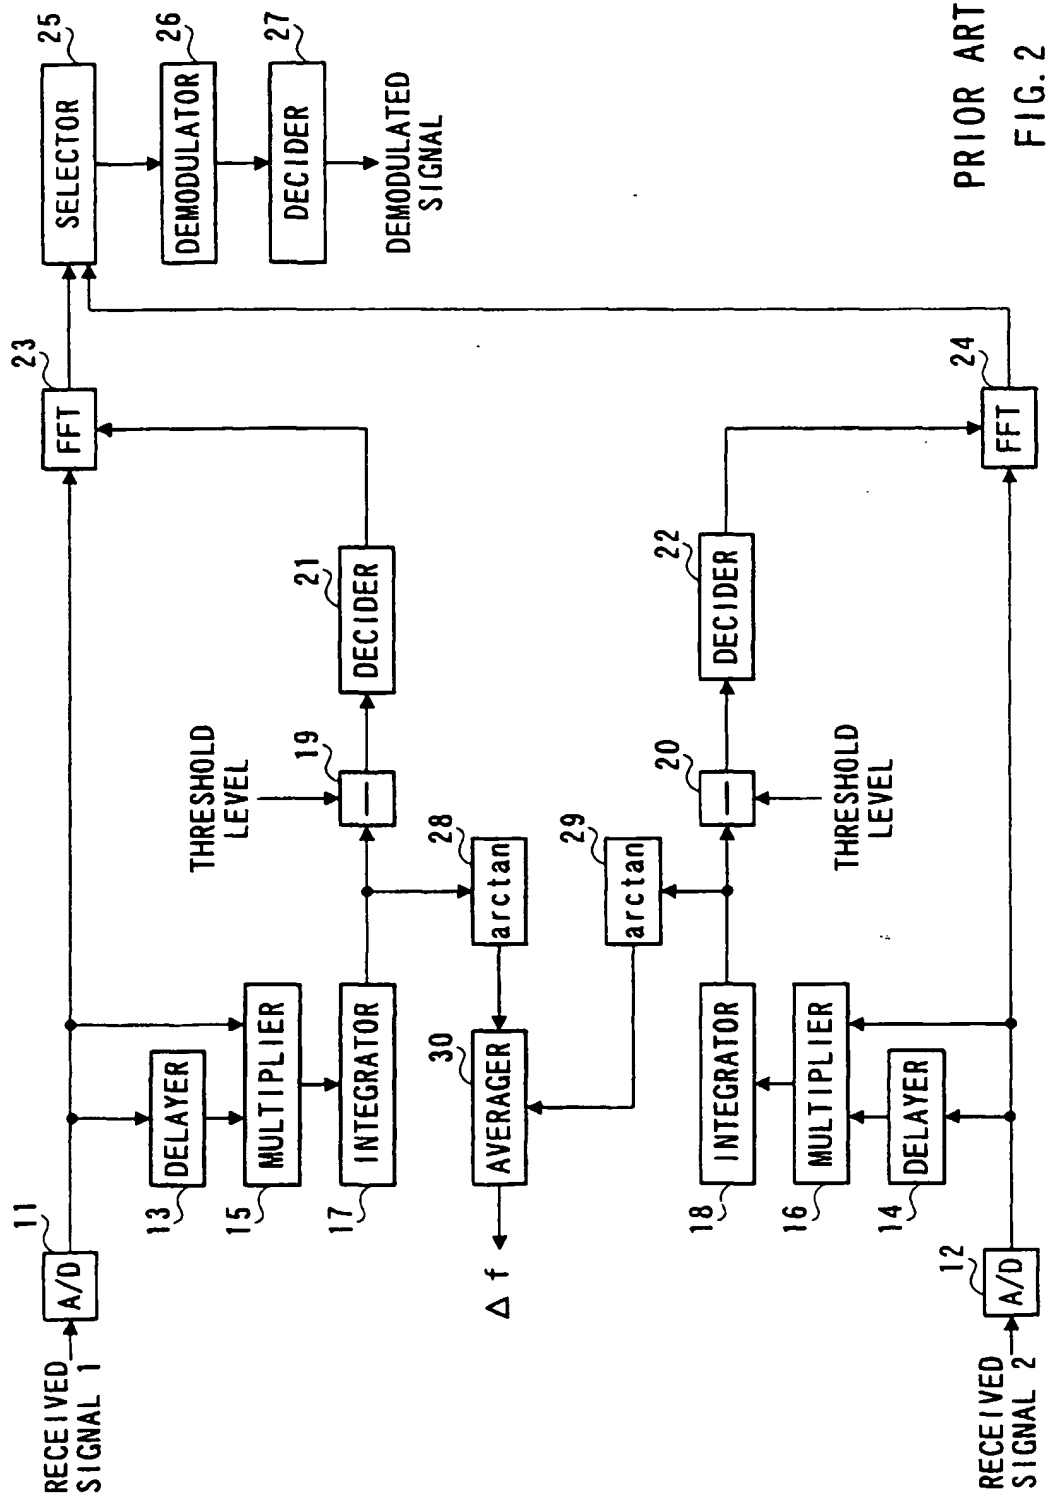 RECEIVED
SIGNAL 1
A/D
11
DELAYER
13
MULTIPLIER
15
INTEGRATOR
17
THRESHOLD
LEVEL
19
DECIDER
21
FFT
23
SELECTOR
25
DEMODULATOR
26
DECIDER
27
DEMODULATED
SIGNAL
arctan
28
AVERAGER
30
Δ f
arctan
29
INTEGRATOR
18
MULTIPLIER
16
DELAYER
14
20
THRESHOLD
LEVEL
DECIDER
22
FFT
24
RECEIVED
SIGNAL 2
A/D
12
PRIOR ART
FIG. 2